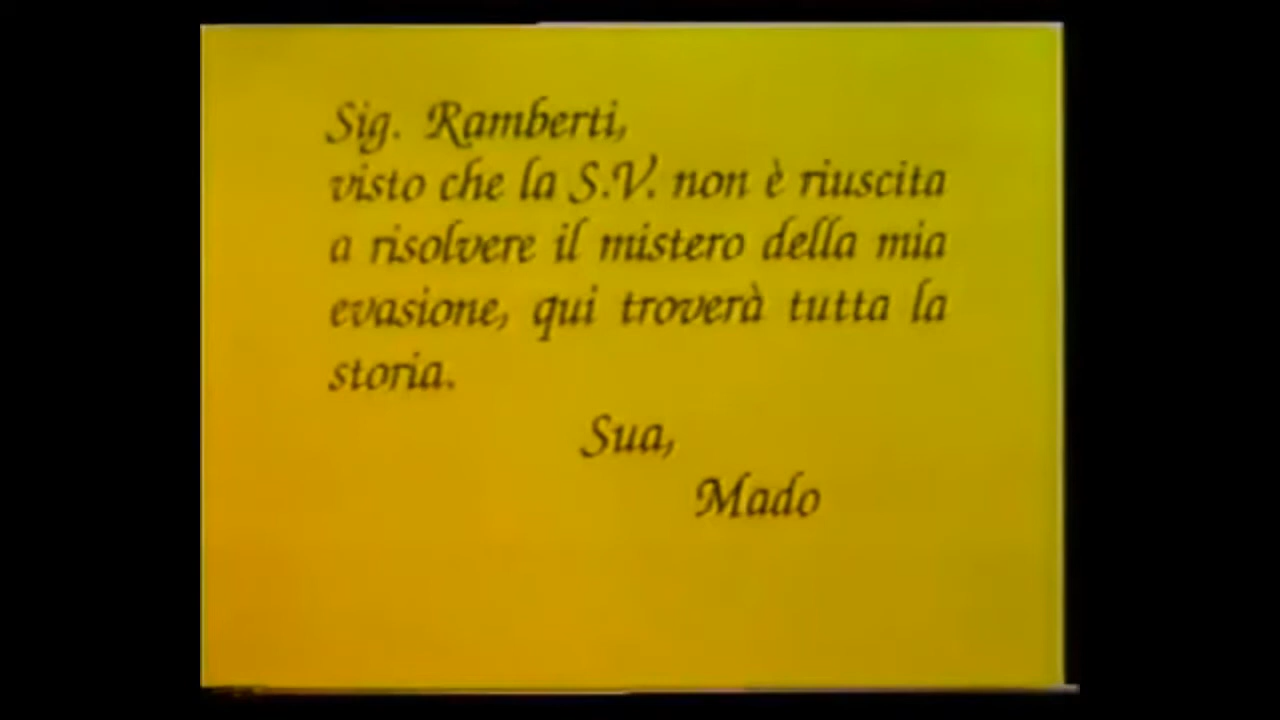 Sig. Ramberti,
visto che la S.V. non è riuscita
a risolvere il mistero della mia
evasione, qui troverà tutta la
storia.
Sua,
Mado